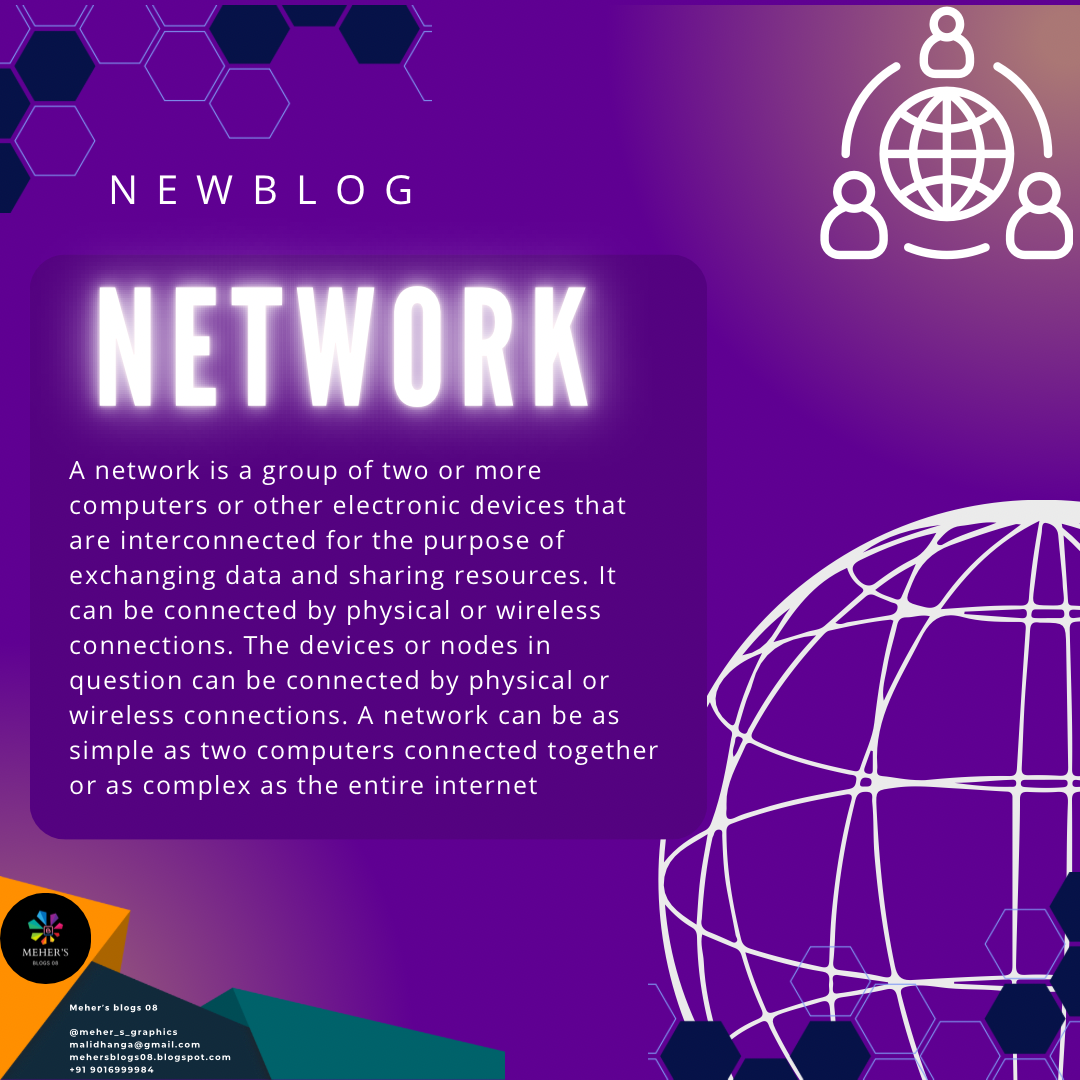 NEWBLOG
NETWORK
A network is a group of two or more
computers or other electronic devices that
are interconnected for the purpose of
exchanging data and sharing resources. It
can be connected by physical or wireless
connections. The devices or nodes in
question can be connected by physical or
wireless connections. A network can be as
simple as two computers connected together
or as complex as the entire internet
MEHER'S
BLOGS 08
Meher's blogs 08
@meher_s_graphics
malidhanga@gmail.com
mehersblogs08.blogspot.com
+91 9016999984